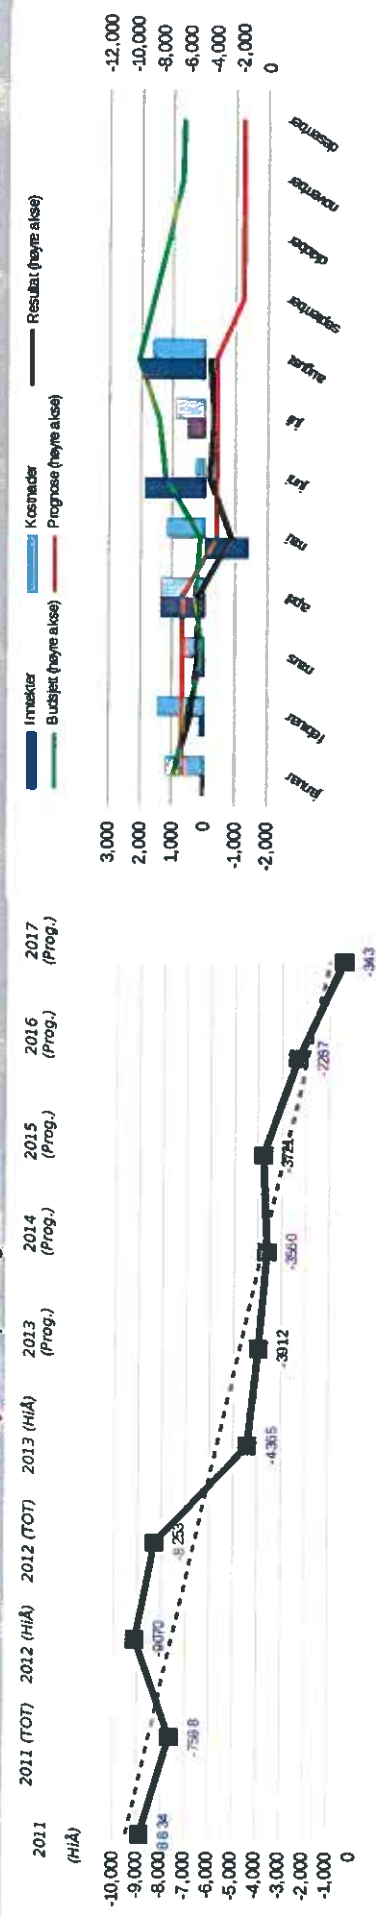 2011
(HiÅ)
2011 (TOT)
2012 (HiÅ)
2012 (TOT)
2013 (HiÅ)
2013
(Prog.)
2014
(Prog.)
2015
(Prog.)
2016
(Prog.)
2017
(Prog.)
-10,000
-9,000
-8,000
-7,000
-6,000
-5,000
-4,000
-3,000
-2,000
-1,000
0
8634
-7598
-9070
-8253
-4365
-3912
-3560
-3721
-2267
-343
Inntekter
Kostnader
Resultat (høyre akse)
Budsjett (høyre akse)
Prognose (høyre akse)
3,000
2,000
1,000
0
-1,000
-2,000
-12,000
-10,000
-8,000
-6,000
-4,000
-2,000
0
januar
februar
mars
april
mai
juni
juli
august
september
oktober
november
desember